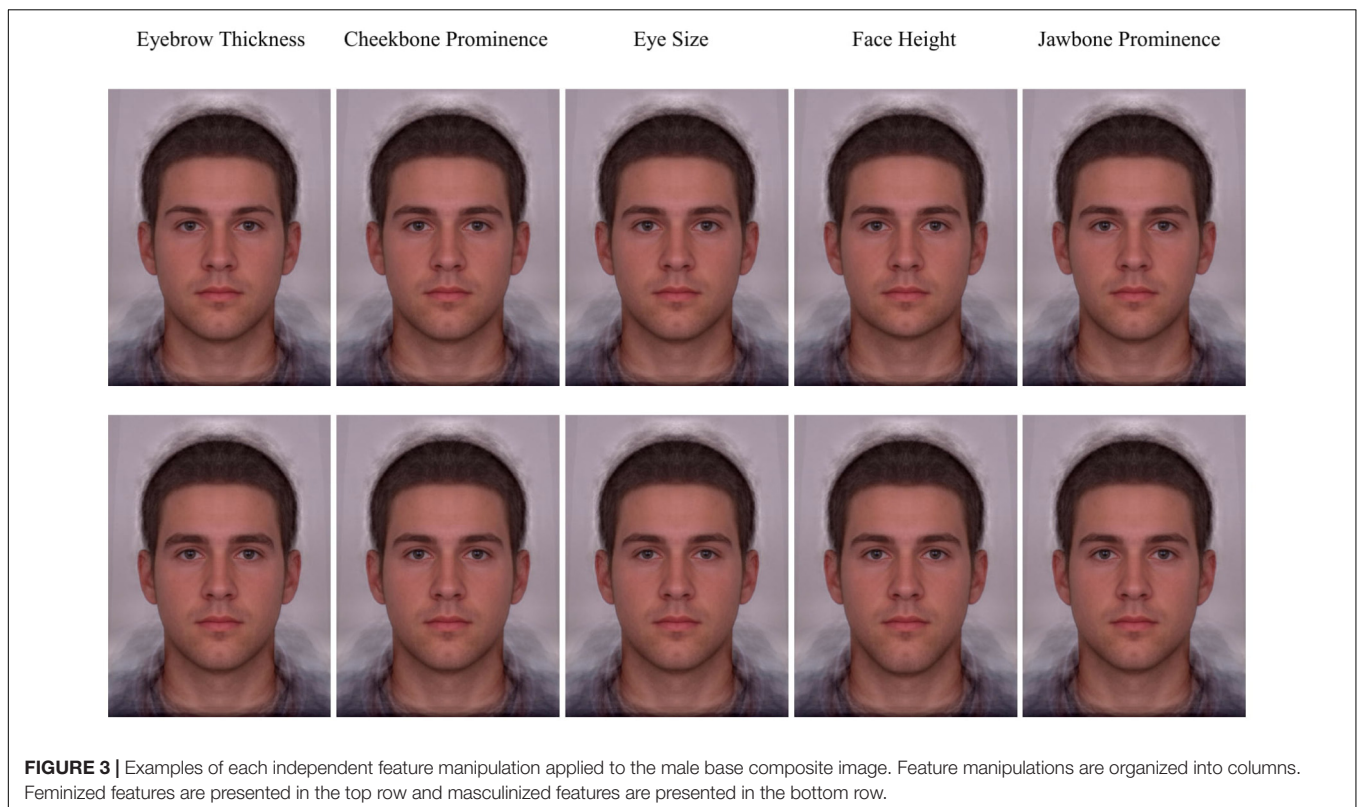 Eyebrow Thickness Cheekbone Prominence Eye Size Face Height Jawbone Prominence
FIGURE 3 | Examples of each independent feature manipulation applied to the male base composite image. Feature manipulations are organized into columns.
Feminized features are presented in the top row and masculinized features are presented in the bottom row.